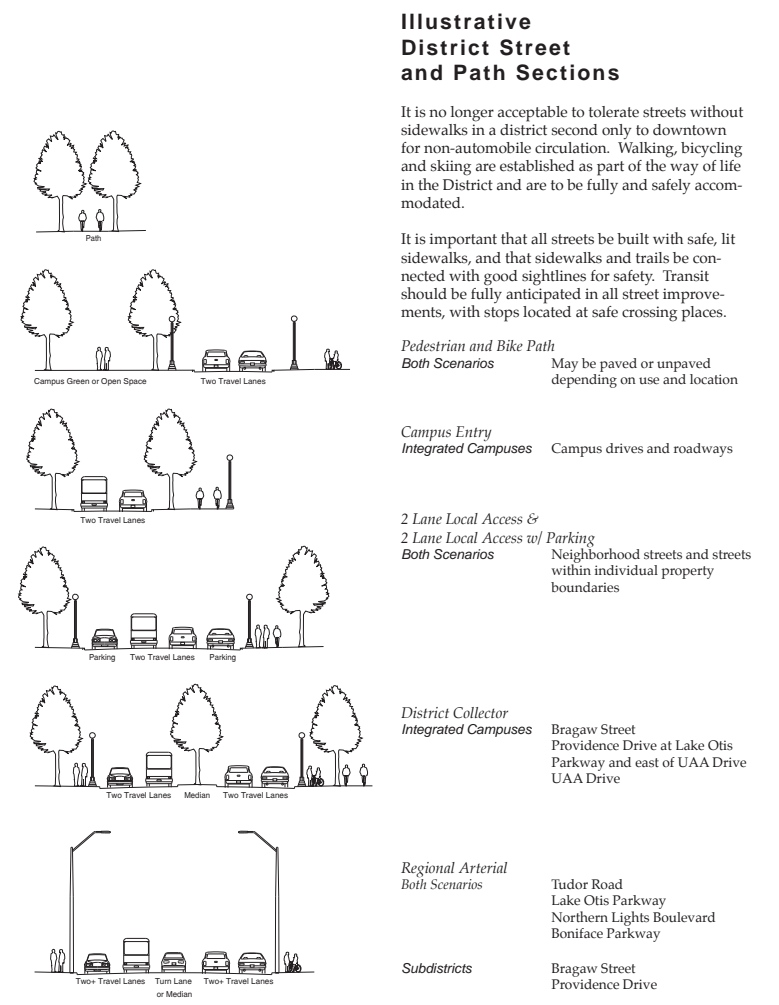 Illustrative
District Street
and Path Sections
It is no longer acceptable to tolerate streets without
sidewalks in a district second only to downtown
for non-automobile circulation.  Walking, bicycling
and skiing are established as part of the way of life
in the District and are to be fully and safely accom-
modated.
It is important that all streets be built with safe, lit
sidewalks, and that sidewalks and trails be con-
nected with good sightlines for safety.  Transit
should be fully anticipated in all street improve-
ments, with stops located at safe crossing places.
Path
Pedestrian and Bike Path
Both Scenarios May be paved or unpaved
depending on use and location
Campus Green or Open Space Two Travel Lanes
Campus Entry
Integrated Campuses Campus drives and roadways
Two Travel Lanes
2 Lane Local Access &
2 Lane Local Access w/ Parking
Both Scenarios Neighborhood streets and streets
within individual property
boundaries
Parking Two Travel Lanes Parking
District Collector
Integrated Campuses Bragaw Street
Providence Drive at Lake Otis
Parkway and east of UAA Drive
UAA Drive
Two Travel Lanes Median Two Travel Lanes
Regional Arterial
Both Scenarios Tudor Road
Lake Otis Parkway
Northern Lights Boulevard
Boniface Parkway
Subdistricts Bragaw Street
Providence Drive
Two+ Travel Lanes Turn Lane Two+ Travel Lanes
or Median